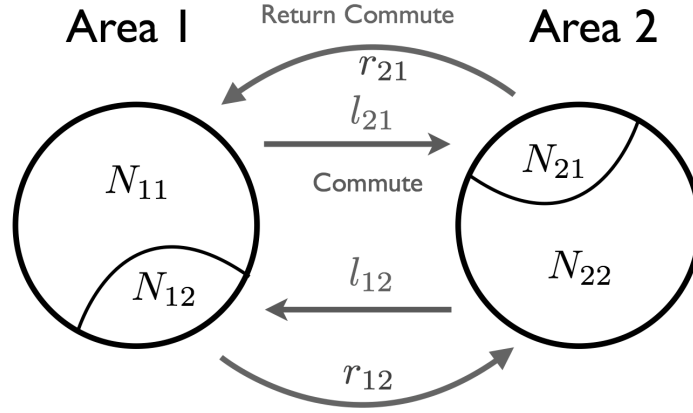 Return Commute
Area 1
Area 2
r21
l21
N11
N21
Commute
N12
l12
N22
r12